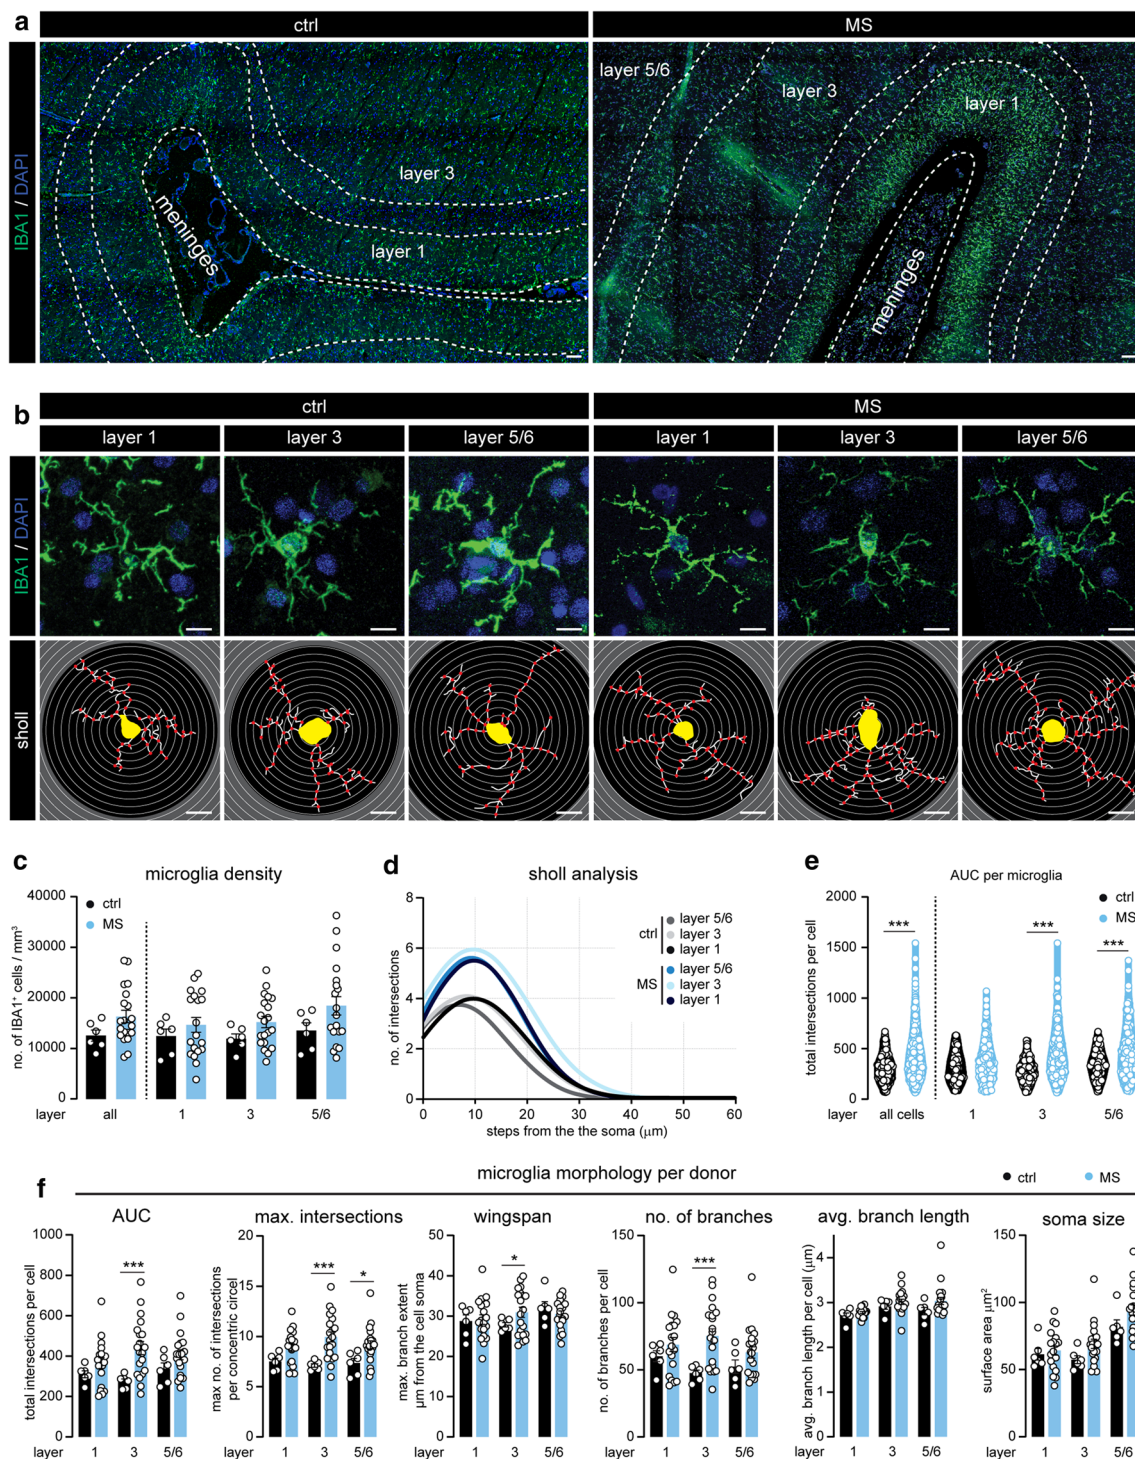 a
ctrl
MS
IBA1 / DAPI
layer 3
layer 1
meninges
layer 5/6
layer 3
layer 1
meninges
b
ctrl
MS
layer 1
layer 3
layer 5/6
layer 1
layer 3
layer 5/6
IBA1 / DAPI
sholl
c
microglia density
no. of IBA1⁺ cells / mm³
40000
30000
20000
10000
0
ctrl
MS
layer
all
1
3
5/6
d
sholl analysis
no. of intersections
8
6
4
2
0
ctrl
layer 5/6
layer 3
layer 1
MS
layer 5/6
layer 3
layer 1
0
10
20
30
40
50
60
steps from the the soma (μm)
e
AUC per microglia
total intersections per cell
2000
1500
1000
500
0
ctrl
MS
***
***
***
layer
all cells
1
3
5/6
f
microglia morphology per donor
ctrl
MS
AUC
total intersections per cell
1000
800
600
400
200
0
***
layer
1
3
5/6
max. intersections
max no. of intersections
per concentric circel
20
15
10
5
0
***
*
layer
1
3
5/6
wingspan
max. branch extent
μm from the cell soma
50
40
30
20
10
0
*
layer
1
3
5/6
no. of branches
no. of branches per cell
150
100
50
0
***
layer
1
3
5/6
avg. branch length
avg. branch length per cell (μm)
4
3
2
1
0
layer
1
3
5/6
soma size
surface area μm²
150
100
50
0
layer
1
3
5/6